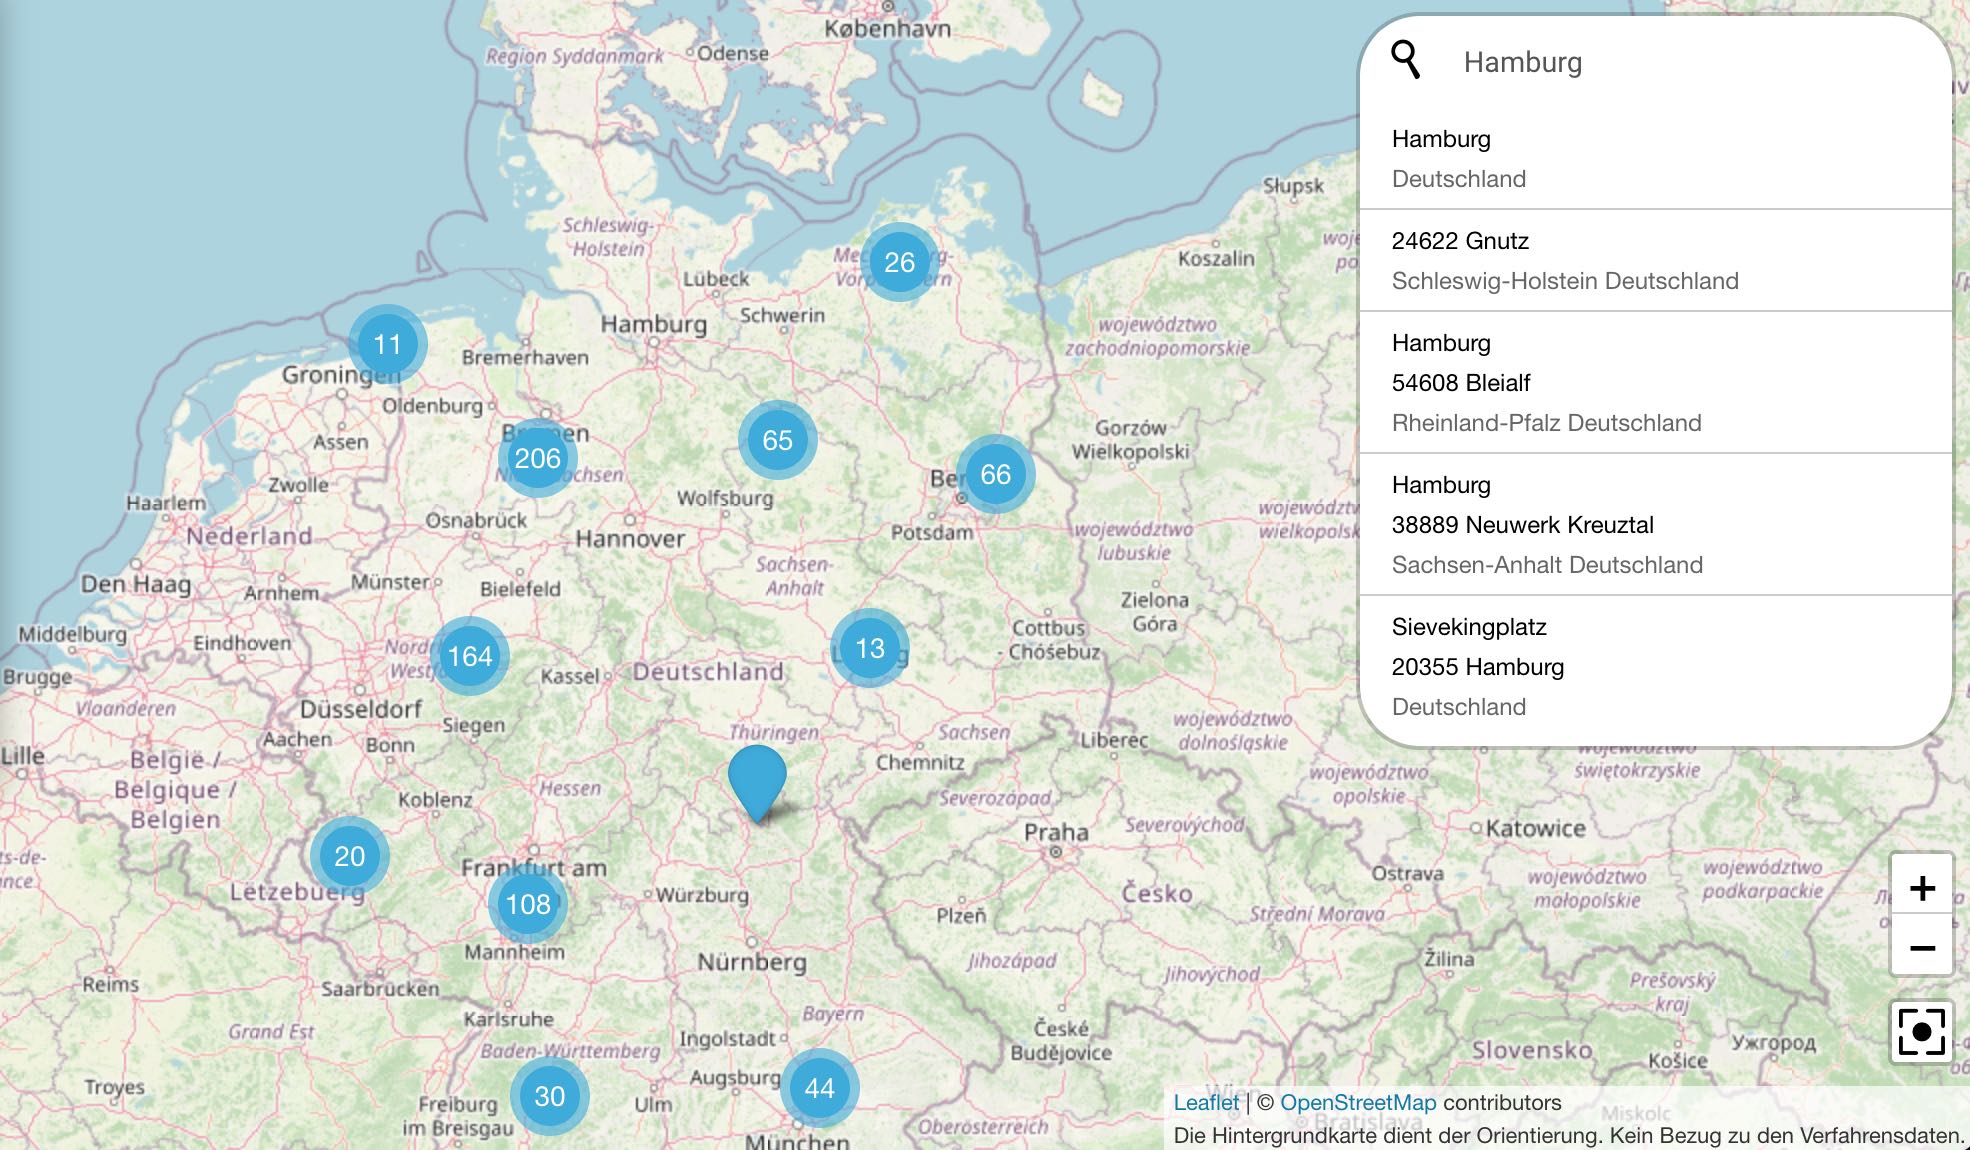 København
Region Syddanmark
Odense
Hamburg
Hamburg
Deutschland
24622 Gnutz
Schleswig-Holstein Deutschland
Hamburg
54608 Bleialf
Rheinland-Pfalz Deutschland
Hamburg
38889 Neuwerk Kreuztal
Sachsen-Anhalt Deutschland
Sievekingplatz
20355 Hamburg
Deutschland
Słupsk
Schleswig-
Holstein
26
Koszalin
Lübeck
Schwerin
Hamburg
11
Bremerhaven
województwo
zachodniopomorskie
Groningen
Oldenburg
Assen
206
65
66
Gorzów
Wielkopolski
Zwolle
Haarlem
Wolfsburg
Osnabrück
Hannover
Potsdam
Nederland
województwo
lubuskie
Den Haag
Arnhem
Münster
Bielefeld
Sachsen-
Anhalt
Zielona
Góra
Middelburg
Eindhoven
Cottbus
- Chóśebuz
164
13
Brugge
Kassel
Deutschland
Vlaanderen
Düsseldorf
Siegen
Aachen
Bonn
Thüringen
Sachsen
Liberec
województwo
dolnośląskie
Lille
België /
Belgique /
Belgien
Chemnitz
województwo
świętokrzyskie
województwo
opolskie
Koblenz
Hessen
Severozápad
Severovýchod
Praha
Katowice
20
Lëtzebuerg
Frankfurt am
108
Würzburg
Česko
Ostrava
województwo
małopolskie
województwo
podkarpackie
Plzeň
Střední Morava
Mannheim
Nürnberg
Jihozápad
Jihovýchod
Žilina
Reims
Saarbrücken
Prešovský
kraj
Karlsruhe
Bayern
Grand Est
Ingolstadt
České
Budějovice
Baden-Württemberg
Slovensko
Košice
Ужгород
Troyes
30
Augsburg
44
Freiburg
im Breisgau
Ulm
München
Oberösterreich
Wien
Bratislava
Miskolc
+
−
Leaflet | © OpenStreetMap contributors
Die Hintergrundkarte dient der Orientierung. Kein Bezug zu den Verfahrensdaten.